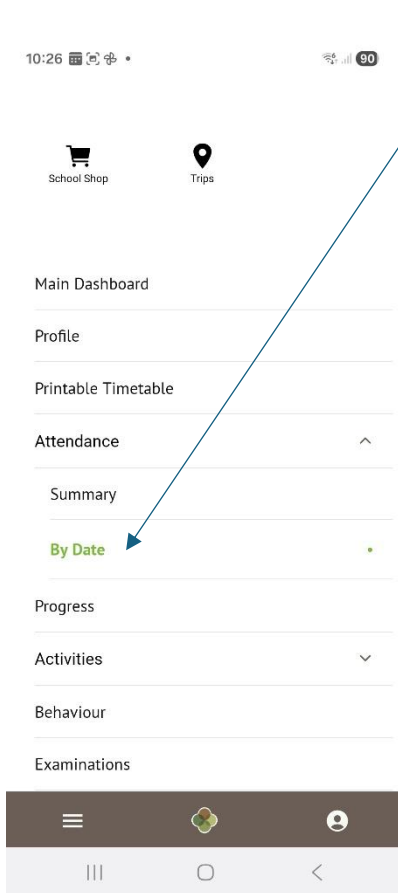 10:26
90
School Shop
Trips
Main Dashboard
Profile
Printable Timetable
Attendance
Summary
By Date
Progress
Activities
Behaviour
Examinations